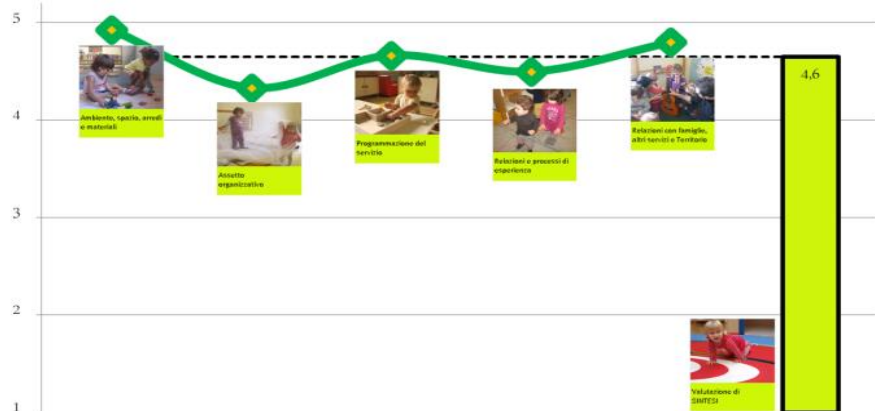 5
4,6
Ambiente, spazio, arredi
e materiali
4
Programmazione del
servizio
Relazioni con famiglie,
altri servizi e Territorio
Relazioni e processi di
esperienza
Assetto
organizzativo
3
2
Valutazione di
SINTESI
1